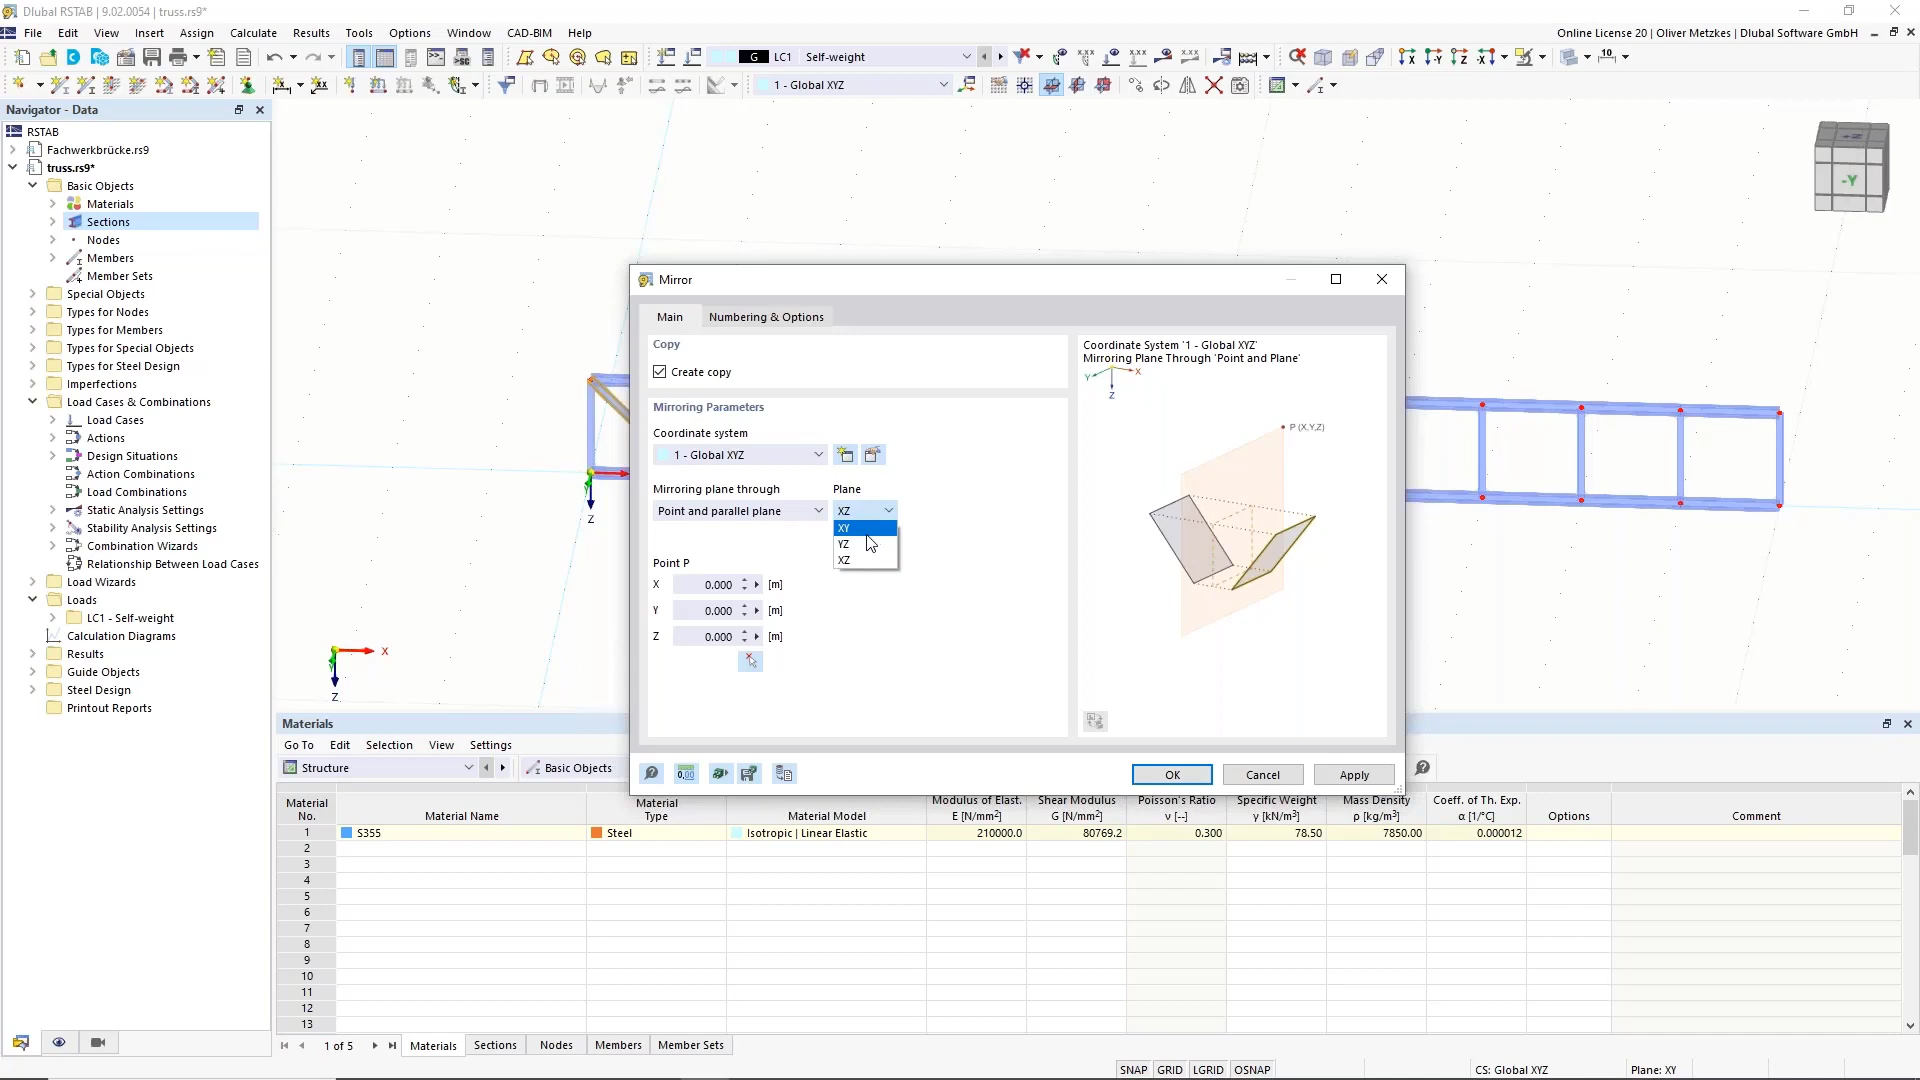 Dlubal RSTAB | 9.02.0054 | truss.rs9*
File Edit View Insert Assign Calculate Results Tools Options Window CAD-BIM Help
Online License 20 | Oliver Metzkes | Dlubal Software GmbH
G LC1 Self-weight
1 - Global XYZ
Navigator - Data
RSTAB
Fachwerkbrücke.rs9
truss.rs9*
Basic Objects
Materials
Sections
Nodes
Members
Member Sets
Special Objects
Types for Nodes
Types for Members
Types for Special Objects
Types for Steel Design
Imperfections
Load Cases & Combinations
Load Cases
Actions
Design Situations
Action Combinations
Load Combinations
Static Analysis Settings
Stability Analysis Settings
Combination Wizards
Relationship Between Load Cases
Load Wizards
Loads
LC1 - Self-weight
Calculation Diagrams
Results
Guide Objects
Steel Design
Printout Reports
+Z
-Y
Z
X
Z
Mirror
Main Numbering & Options
Copy
Create copy
Mirroring Parameters
Coordinate system
1 - Global XYZ
Mirroring plane through Plane
Point and parallel plane XZ
XY
YZ
XZ
Point P
X 0.000 [m]
Y 0.000 [m]
Z 0.000 [m]
Coordinate System '1 - Global XYZ'
Mirroring Plane Through 'Point and Plane'
Y X
Z
P (X,Y,Z)
OK Cancel Apply
Materials
Go To Edit Selection View Settings
Structure Basic Objects
Material No. Material Name Material Type Material Model Modulus of Elast. E [N/mm²] Shear Modulus G [N/mm²] Poisson's Ratio ν [--] Specific Weight γ [kN/m³] Mass Density ρ [kg/m³] Coeff. of Th. Exp. α [1/°C] Options Comment
1 S355 Steel Isotropic | Linear Elastic 210000.0 80769.2 0.300 78.50 7850.00 0.000012
2
3
4
5
6
7
8
9
10
11
12
13
1 of 5 Materials Sections Nodes Members Member Sets
SNAP GRID LGRID OSNAP CS: Global XYZ Plane: XY